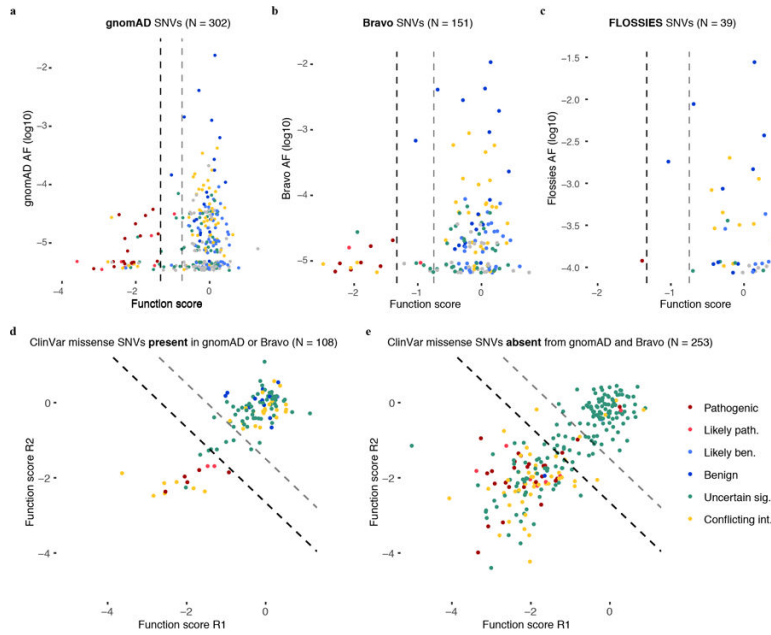 a
gnomAD SNVs (N = 302)
gnomAD AF (log10)
−2
−3
−4
−5
−4
−2
0
Function score
b
Bravo SNVs (N = 151)
Bravo AF (log10)
−2
−3
−4
−5
−2
−1
0
Function score
c
FLOSSIES SNVs (N = 39)
Flossies AF (log10)
−1.5
−2.0
−2.5
−3.0
−3.5
−4.0
−2
−1
0
Function score
d
ClinVar missense SNVs present in gnomAD or Bravo (N = 108)
Function score R2
0
−2
−4
−4
−2
0
Function score R1
e
ClinVar missense SNVs absent from gnomAD and Bravo (N = 253)
Function score R2
0
−2
−4
−4
−2
0
Function score R1
Pathogenic
Likely path.
Likely ben.
Benign
Uncertain sig.
Conflicting int.